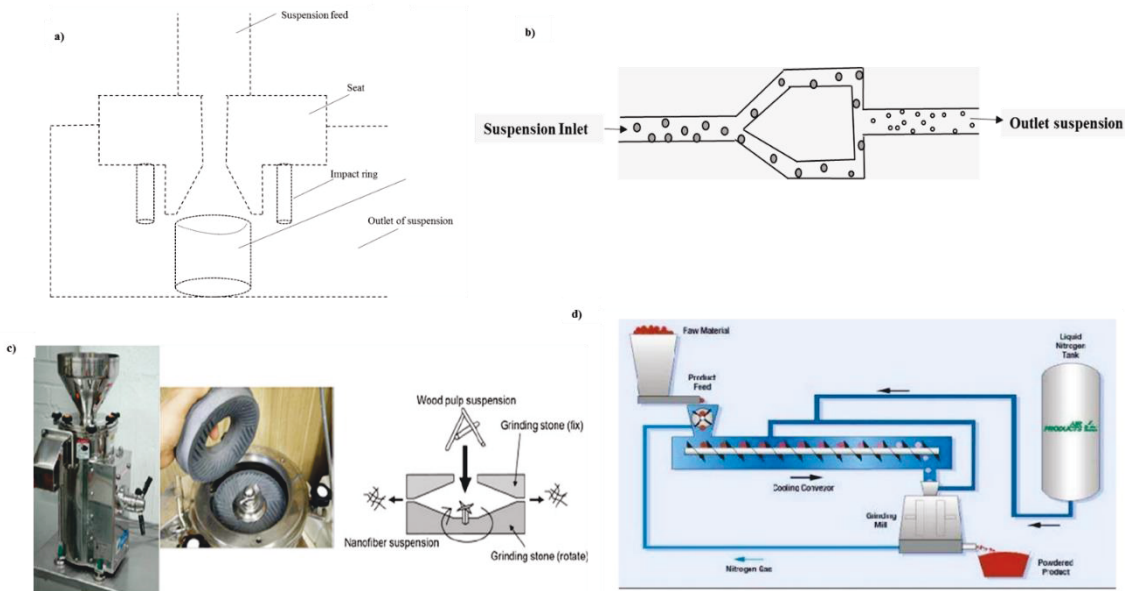 a)
Suspension feed
Seat
Impact ring
Outlet of suspension
b)
Suspension Inlet
Outlet suspension
c)
Wood pulp suspension
Grinding stone (fix)
Nanofiber suspension
Grinding stone (rotate)
d)
Faw Material
Product
Feed
Liquid
Nitrogen
Tank
AIR
PRODUCTS
Cooling Conveyor
Grinding
Mill
Nitrogen Gas
Powdered
Product